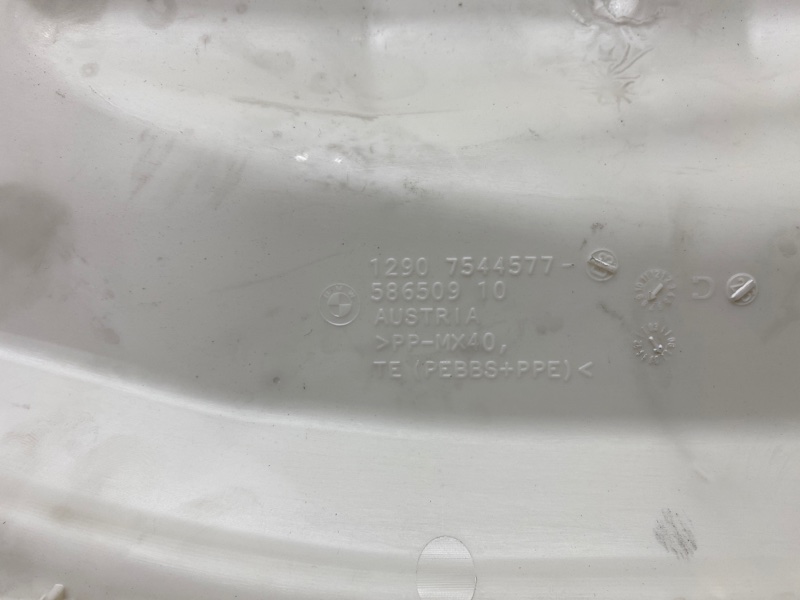 1290 7544577-
586509 10
AUSTRIA
>PP-MX40,
TE(PEBBS+PPE)<